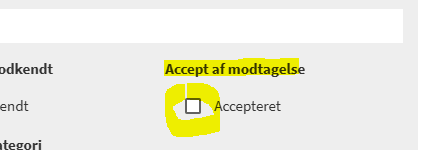 odkendt Accept af modtagelse
endt Accepteret
ategori